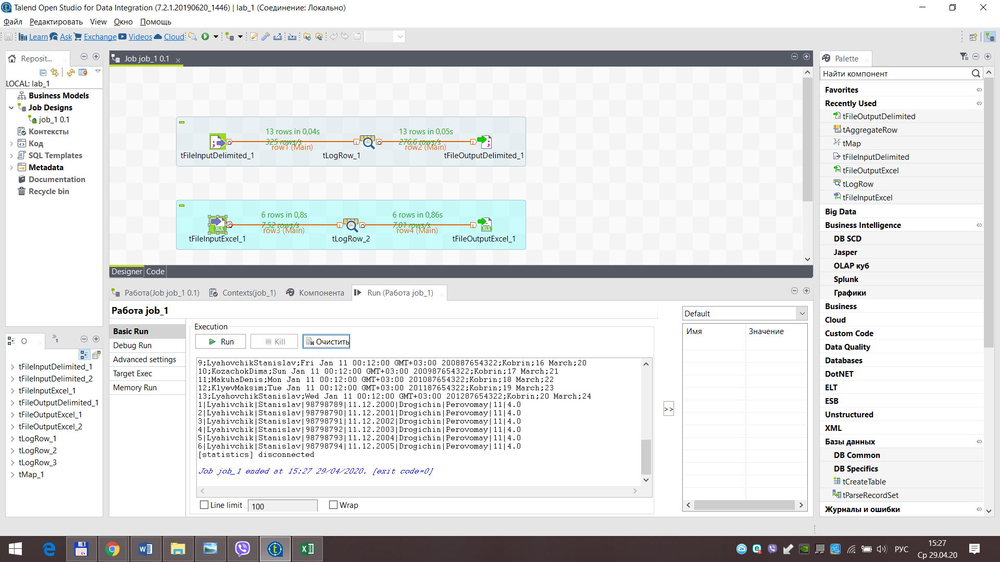 Talend Open Studio for Data Integration (7.2.1.20190620_1446) | lab_1 (Соединение: Локально)
Файл Редактировать View Окно Помощь
Learn Ask Exchange Videos Cloud
Reposit...
LOCAL: lab_1
Business Models
Job Designs
job_1 0.1
Контексты
Код
SQL Templates
Metadata
Documentation
Recycle bin
Job job_1 0.1
13 rows in 0,04s
325 rows/s
row1 (Main)
13 rows in 0,05s
276,6 rows/s
row2 (Main)
tFileInputDelimited_1
tLogRow_1
tFileOutputDelimited_1
6 rows in 0,8s
7,52 rows/s
row3 (Main)
6 rows in 0,86s
7,01 rows/s
row4 (Main)
XLS
XLS
tFileInputExcel_1
tLogRow_2
tFileOutputExcel_1
Designer Code
Palette
Найти компонент
Favorites
Recently Used
tFileOutputDelimited
tAggregateRow
tMap
tFileInputDelimited
tFileOutputExcel
tLogRow
tFileInputExcel
Big Data
Business Intelligence
DB SCD
Jasper
OLAP куб
Splunk
Графики
Business
Cloud
Custom Code
Data Quality
Databases
DotNET
ELT
ESB
Unstructured
XML
Базы данных
DB Common
DB Specifics
tCreateTable
tParseRecordSet
Журналы и ошибки
O
1
tFileInputDelimited_1
tFileInputDelimited_2
tFileInputExcel_1
tFileOutputDelimited_1
tFileOutputExcel_1
tFileOutputExcel_2
tLogRow_1
tLogRow_2
tLogRow_3
tMap_1
Работа(Job job_1 0.1) Contexts(job_1) Компонента Run (Работа job_1)
Работа job_1
Basic Run
Debug Run
Advanced settings
Target Exec
Memory Run
Execution
Run Kill Очистить
9;LyahovchikStanislav;Fri Jan 11 00:12:00 GMT+03:00 200887654322;Kobrin;16 March;20
10;KozachokDima;Sun Jan 11 00:12:00 GMT+03:00 200987654322;Kobrin;17 March;21
11;MakuhaDenis;Mon Jan 11 00:12:00 GMT+03:00 201087654322;Kobrin;18 March;22
12;KlyevMaksim;Tue Jan 11 00:12:00 GMT+03:00 201187654322;Kobrin;19 March;23
13;LyahovchikStanislav;Wed Jan 11 00:12:00 GMT+03:00 201287654322;Kobrin;20 March;24
1|Lyahivchik|Stanislav|98798789|11.12.2000|Drogichin|Perovomay|11|4.0
2|Lyahivchik|Stanislav|98798790|11.12.2001|Drogichin|Perovomay|11|4.0
3|Lyahivchik|Stanislav|98798791|11.12.2002|Drogichin|Perovomay|11|4.0
4|Lyahivchik|Stanislav|98798792|11.12.2003|Drogichin|Perovomay|11|4.0
5|Lyahivchik|Stanislav|98798793|11.12.2004|Drogichin|Perovomay|11|4.0
6|Lyahivchik|Stanislav|98798794|11.12.2005|Drogichin|Perovomay|11|4.0
[statistics] disconnected
Job job_1 ended at 15:27 29/04/2020. [exit code=0]
Line limit 100 Wrap
>>
Default
Имя Значение
РУС
15:27
Ср 29.04.20